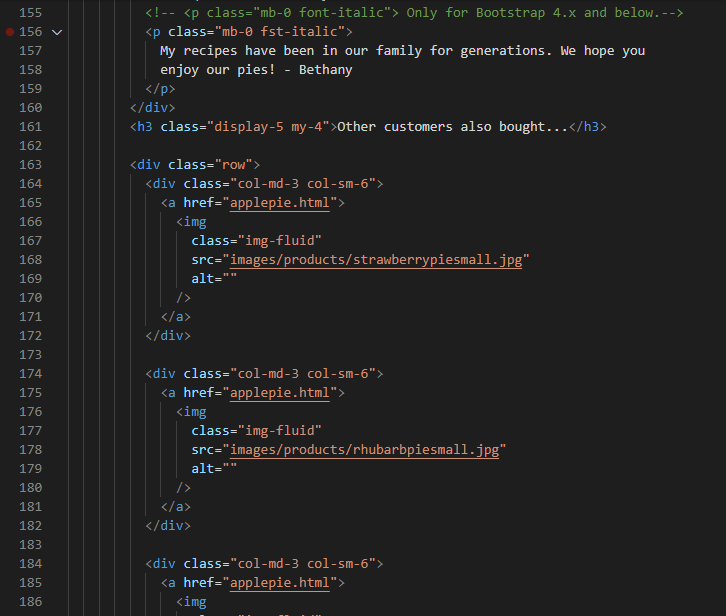 155 <!-- <p class="mb-0 font-italic"> Only for Bootstrap 4.x and below.-->
156 <p class="mb-0 fst-italic">
157 My recipes have been in our family for generations. We hope you
158 enjoy our pies! - Bethany
159 </p>
160 </div>
161 <h3 class="display-5 my-4">Other customers also bought...</h3>
162
163 <div class="row">
164 <div class="col-md-3 col-sm-6">
165 <a href="applepie.html">
166 <img
167 class="img-fluid"
168 src="images/products/strawberrypiesmall.jpg"
169 alt=""
170 />
171 </a>
172 </div>
173
174 <div class="col-md-3 col-sm-6">
175 <a href="applepie.html">
176 <img
177 class="img-fluid"
178 src="images/products/rhubarbpiesmall.jpg"
179 alt=""
180 />
181 </a>
182 </div>
183
184 <div class="col-md-3 col-sm-6">
185 <a href="applepie.html">
186 <img